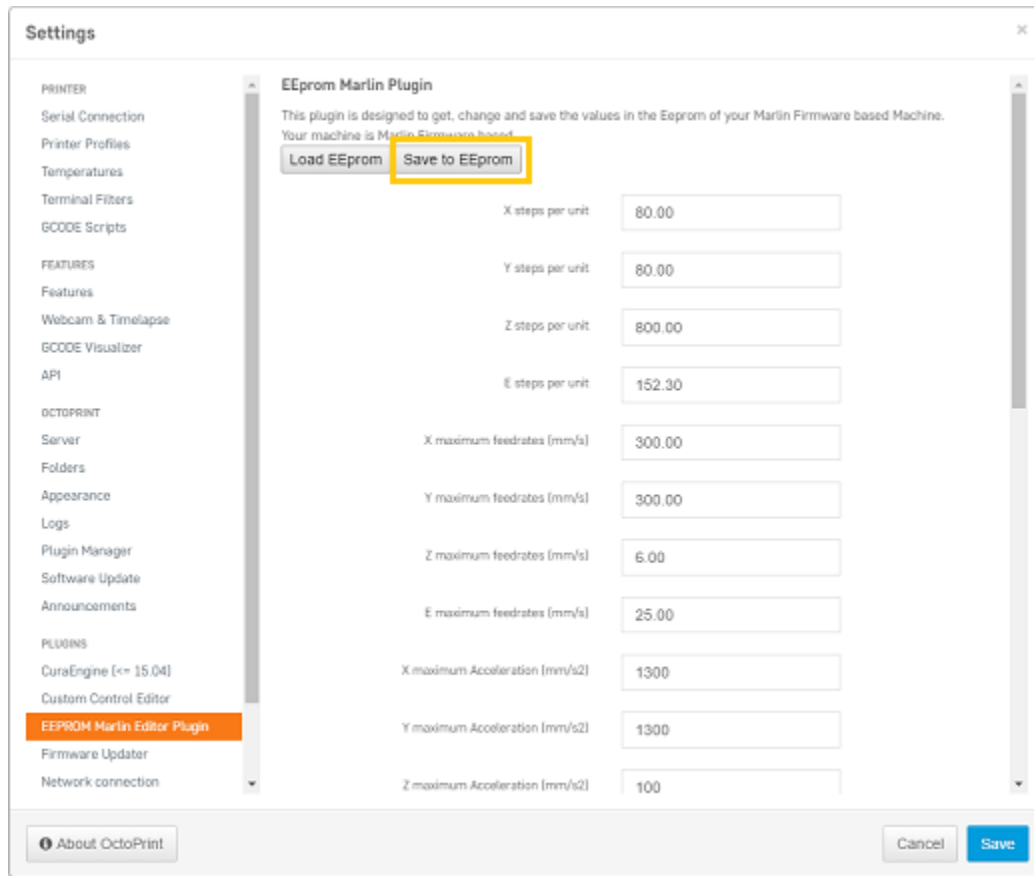 Settings
×
PRINTER
Serial Connection
Printer Profiles
Temperatures
Terminal Filters
GCODE Scripts
FEATURES
Features
Webcam & Timelapse
GCODE Visualizer
API
OCTOPRINT
Server
Folders
Appearance
Logs
Plugin Manager
Software Update
Announcements
PLUGINS
CuraEngine (<= 15.04)
Custom Control Editor
EEPROM Marlin Editor Plugin
Firmware Updater
Network connection
EEprom Marlin Plugin
This plugin is designed to get, change and save the values in the Eeprom of your Marlin Firmware based Machine.
Your machine is Marlin Firmware based
Load EEprom Save to EEprom
X steps per unit 80.00
Y steps per unit 80.00
Z steps per unit 800.00
E steps per unit 152.30
X maximum feedrates (mm/s) 300.00
Y maximum feedrates (mm/s) 300.00
Z maximum feedrates (mm/s) 6.00
E maximum feedrates (mm/s) 25.00
X maximum Acceleration (mm/s2) 1300
Y maximum Acceleration (mm/s2) 1300
Z maximum Acceleration (mm/s2) 100
About OctoPrint
Cancel Save